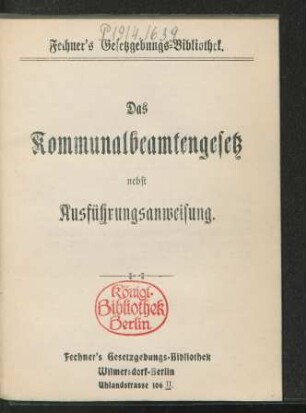 P1914/639
Fechner's Gesetzgebungs-Bibliothek.
Das
Kommunalbeamtengesetz
nebst
Ausführungsanweisung.
Königl.
Bibliothek
Berlin
Fechner's Gesetzgebungs-Bibliothek
Wilmersdorf-Berlin
Uhlandstrasse 106 II.